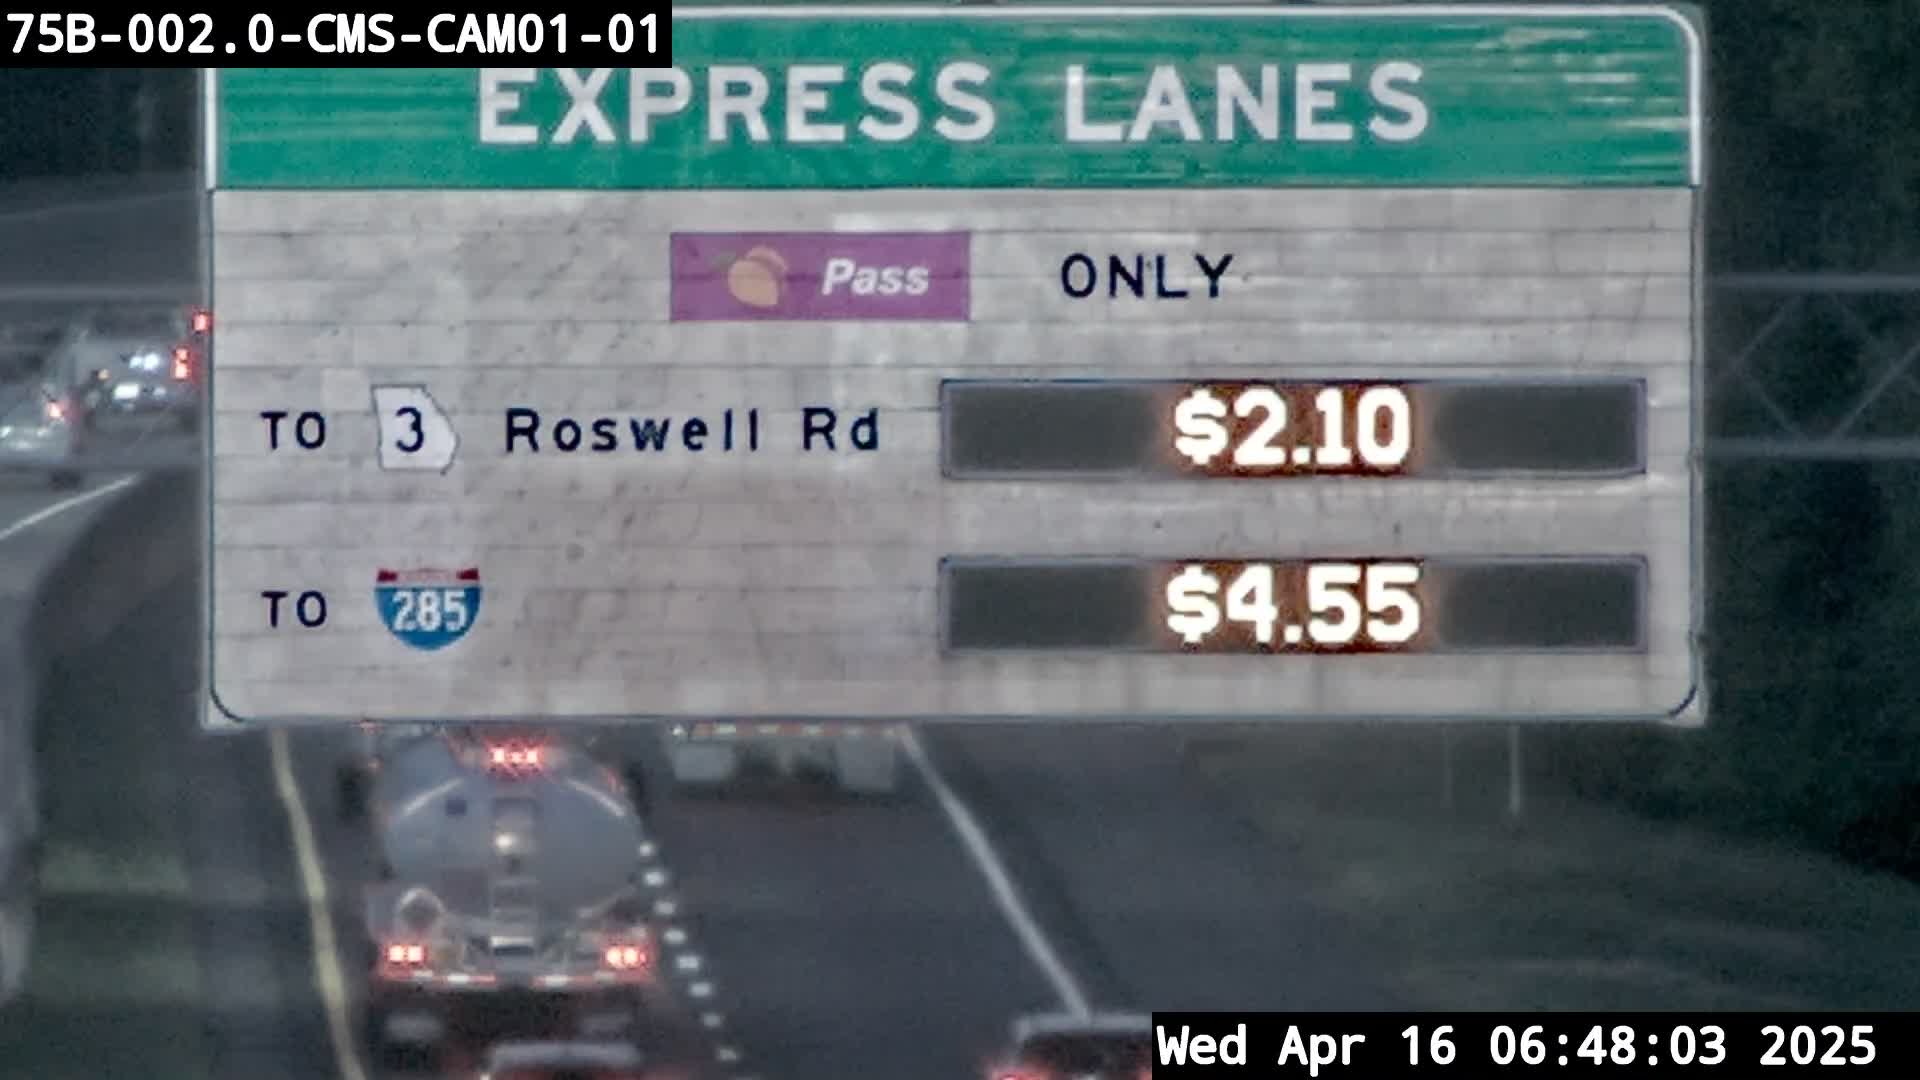 75B-002.0-CMS-CAM01-01
EXPRESS LANES
Pass ONLY
TO 3 Roswell Rd $2.10
TO 285 $4.55
Wed Apr 16 06:48:03 2025